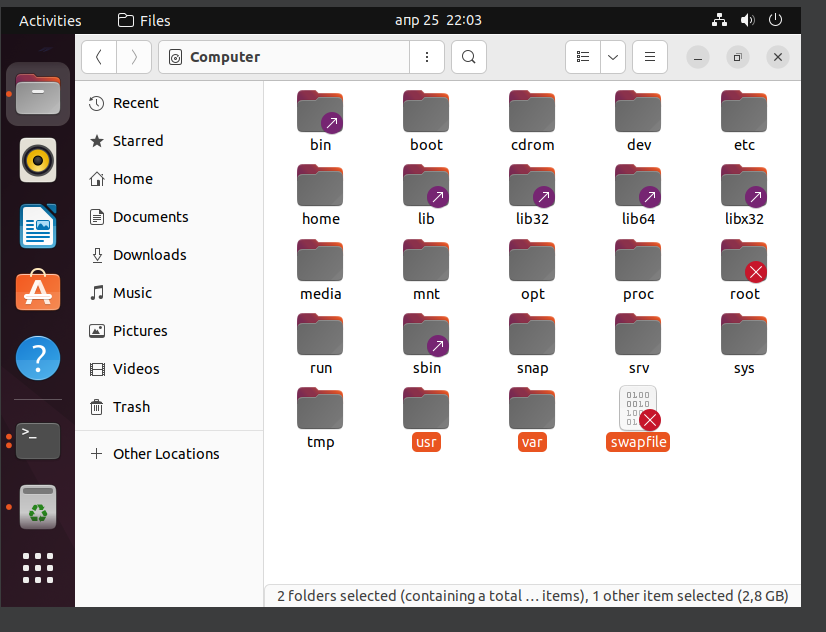 Activities Files апр 25 22:03
Computer
Recent
Starred
Home
Documents
Downloads
Music
Pictures
Videos
Trash
Other Locations
bin boot cdrom dev etc
home lib lib32 lib64 libx32
media mnt opt proc root
run sbin snap srv sys
tmp usr var swapfile
2 folders selected (containing a total … items), 1 other item selected (2,8 GB)